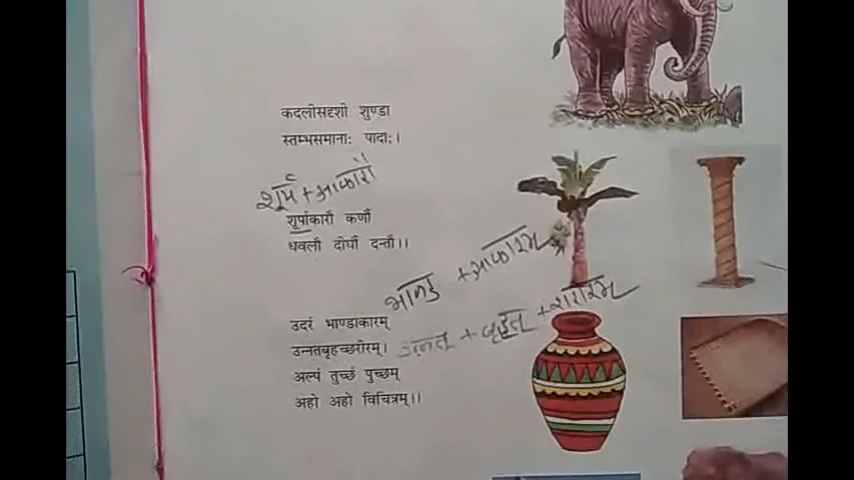 कदलीसदृशी शुण्डा
स्तम्भसमानाः पादाः।
शूर्प + आकारौ
शूर्पाकारौ कर्णौ
धवलौ दीर्घौ दन्तौ।।
भाण्ड + आकारम्
उदरं भाण्डाकारम्
उन्नतबृहच्छरीरम्। उन्नत + बृहत् + शरीरम्
अल्पं तुच्छं पुच्छम्
अहो अहो विचित्रम्।।